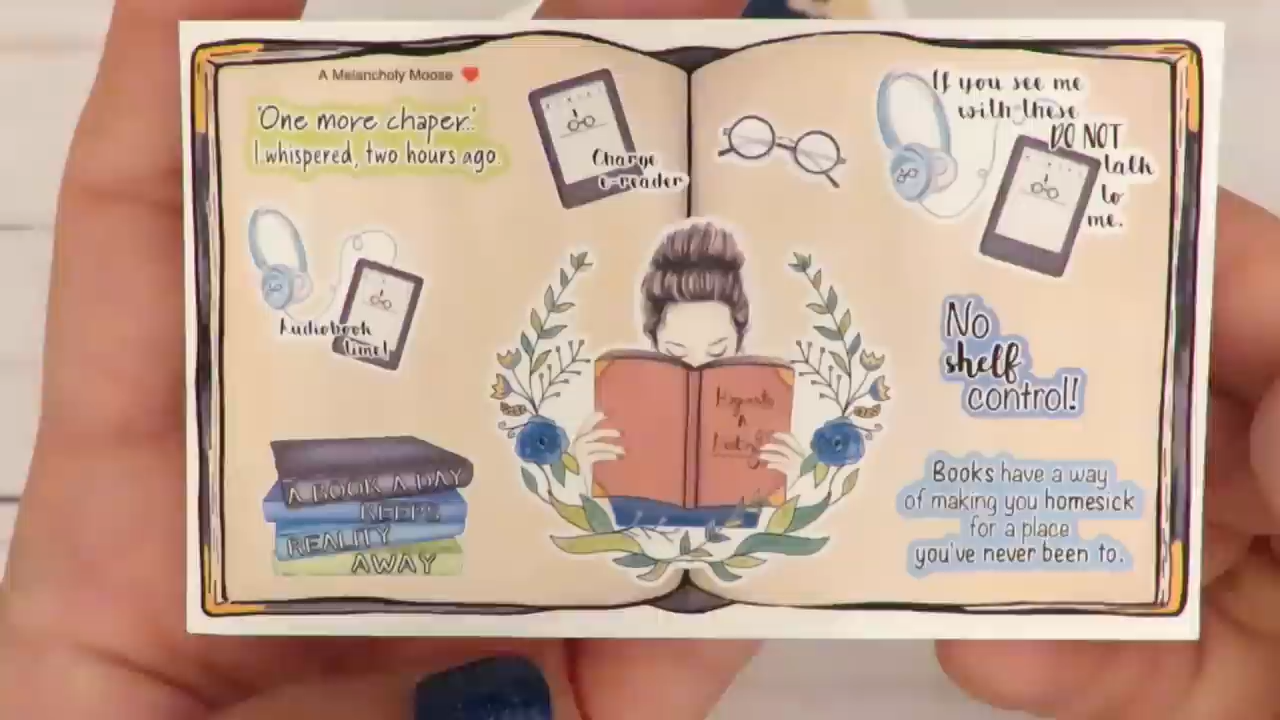 A Melancholy Moose
'One more chaper.'
I whispered, two hours ago.
Charge
e-reader
If you see me
with these
DO NOT
talk
to
me.
Audiobook
time!
No
shelf
control!
A BOOK A DAY
KEEPS
REALITY
AWAY
Books have a way
of making you homesick
for a place
you've never been to.